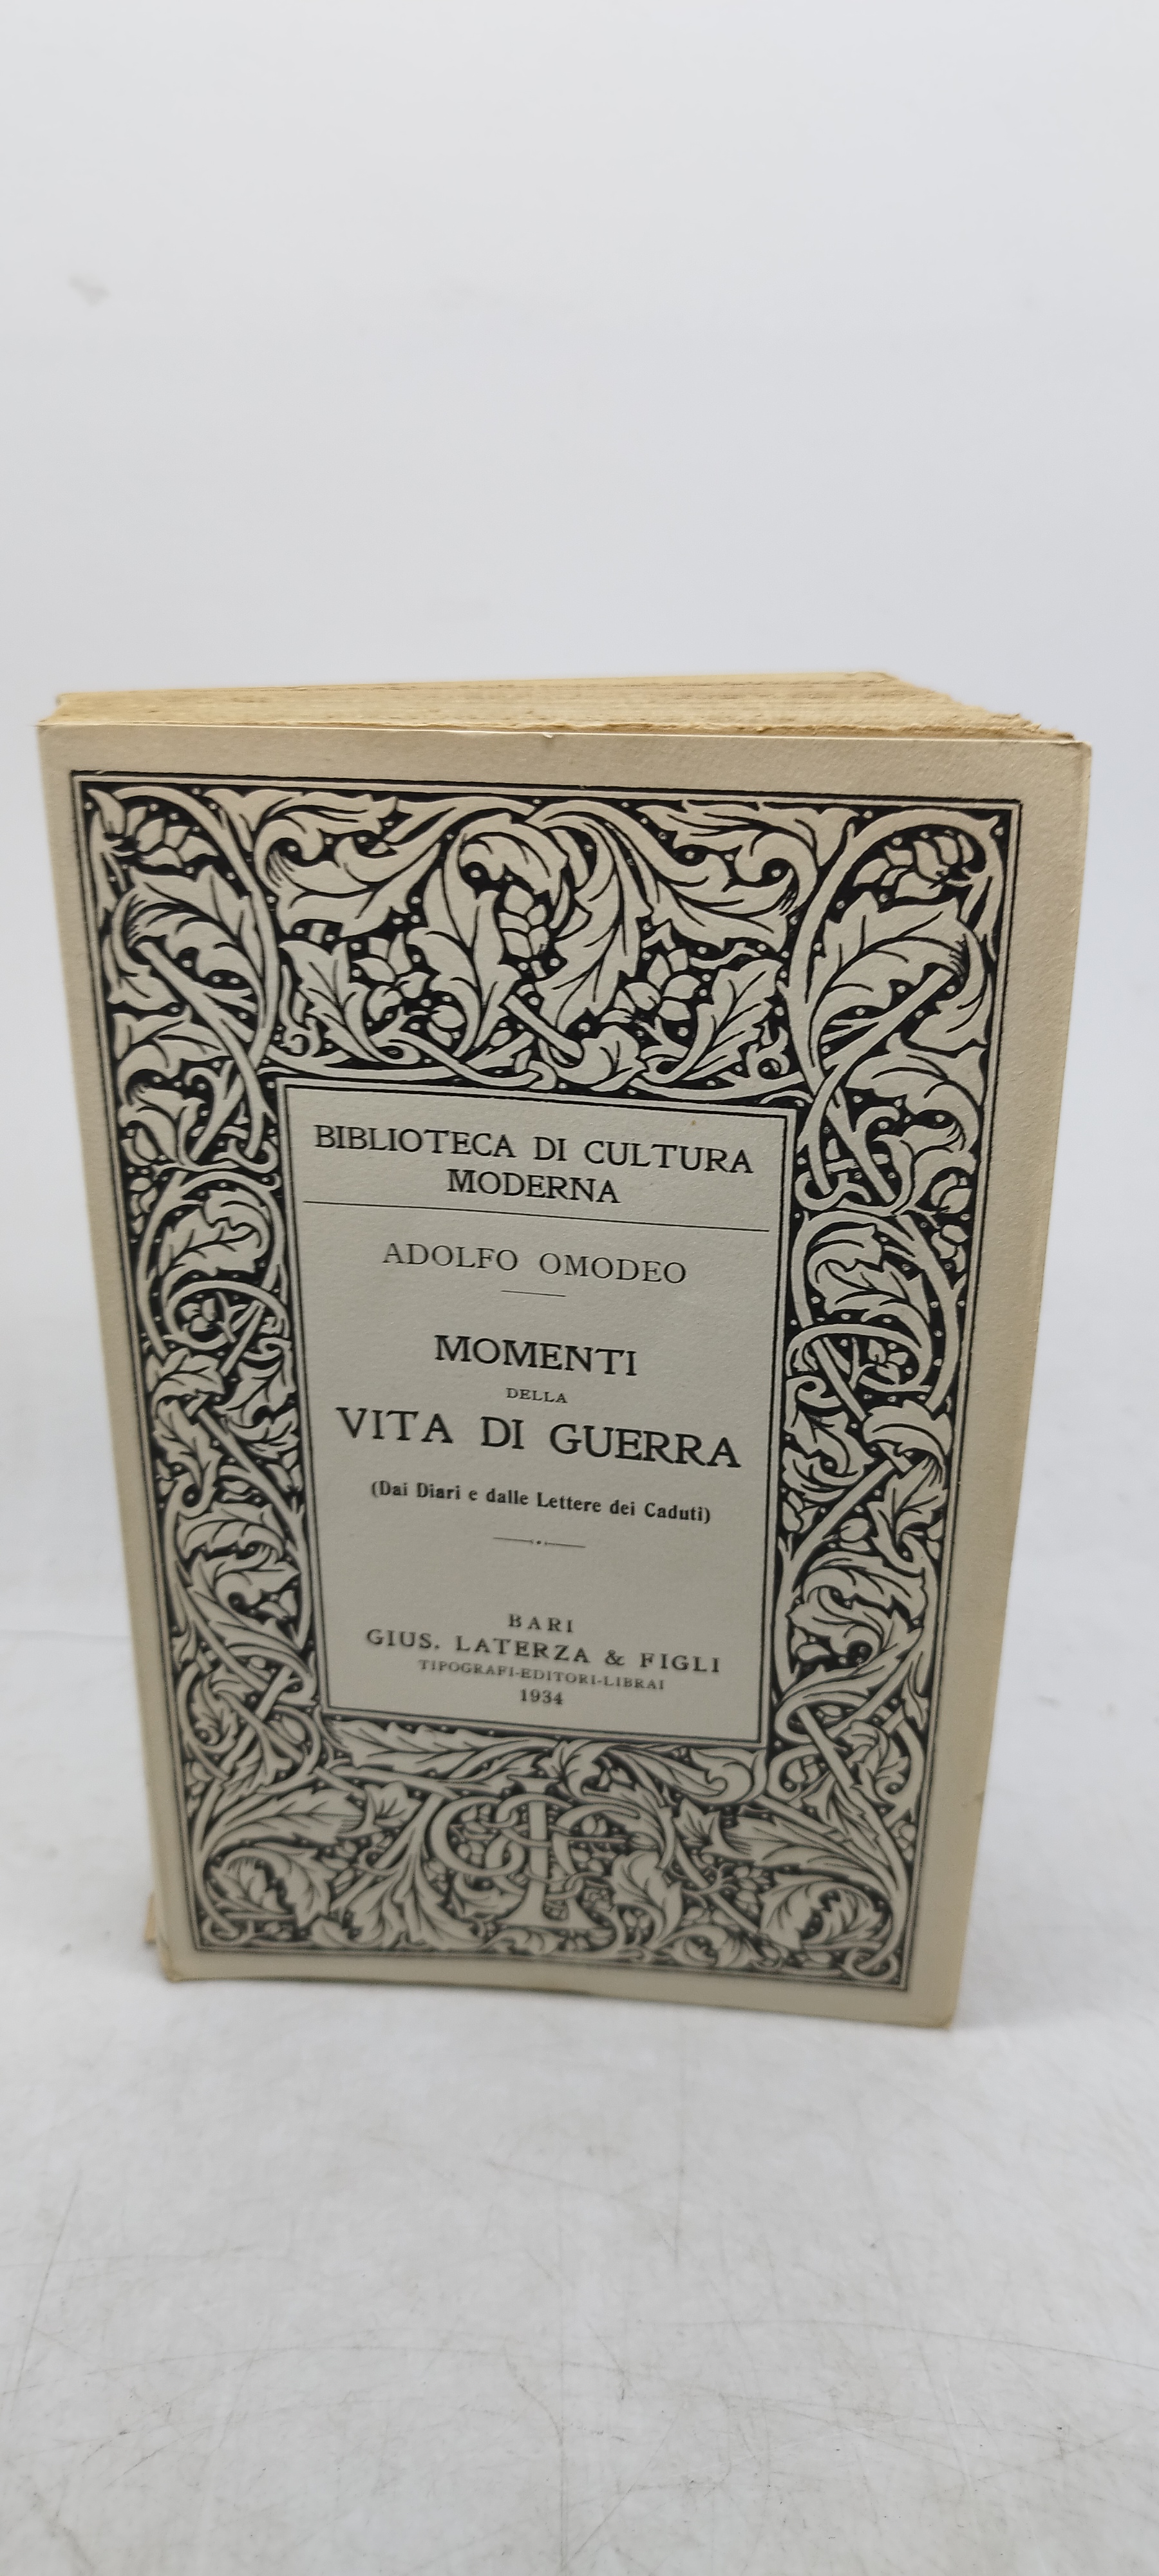 BIBLIOTECA DI CULTURA
MODERNA
ADOLFO OMODEO
MOMENTI
DELLA
VITA DI GUERRA
(Dai Diari e dalle Lettere dei Caduti)
BARI
GIUS. LATERZA & FIGLI
TIPOGRAFI-EDITORI-LIBRAI
1934